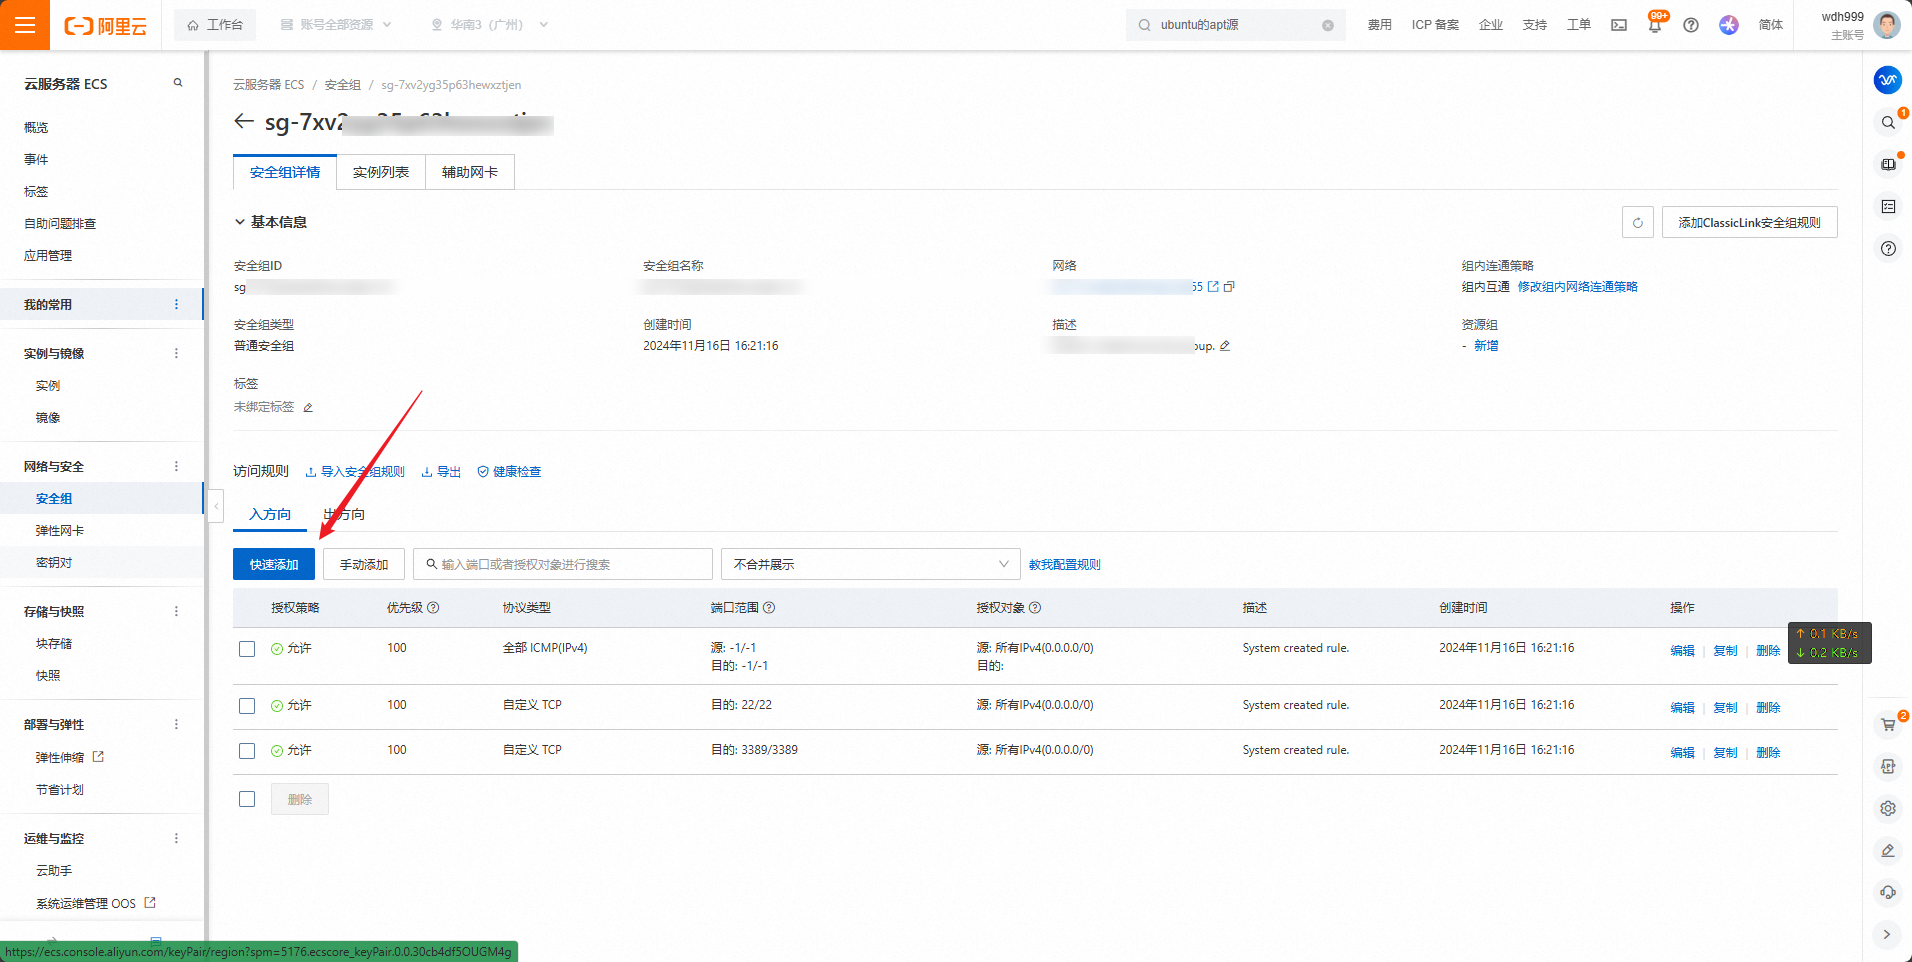 阿里云
工作台
账号全部资源
华南3（广州）
ubuntu的apt源
费用
ICP 备案
企业
支持
工单
99+
简体
wdh999
主账号
云服务器 ECS
概览
事件
标签
自助问题排查
应用管理
我的常用
实例与镜像
实例
镜像
网络与安全
安全组
弹性网卡
密钥对
存储与快照
块存储
快照
部署与弹性
弹性伸缩
节省计划
运维与监控
云助手
系统运维管理 OOS
云服务器 ECS / 安全组 / sg-7xv2yg35p63hewxztjen
sg-7xv2
安全组详情
实例列表
辅助网卡
基本信息
添加ClassicLink安全组规则
安全组ID
安全组名称
网络
组内连通策略
sg
55
组内互通 修改组内网络连通策略
安全组类型
创建时间
描述
资源组
普通安全组
2024年11月16日 16:21:16
oup.
- 新增
标签
未绑定标签
访问规则 导入安全组规则 导出 健康检查
入方向 出方向
快速添加 手动添加 输入端口或者授权对象进行搜索 不合并展示 教我配置规则
授权策略 优先级 协议类型 端口范围 授权对象 描述 创建时间 操作
允许 100 全部 ICMP(IPv4) 源: -1/-1 源: 所有IPv4(0.0.0.0/0) System created rule. 2024年11月16日 16:21:16 编辑 复制 删除
目的: -1/-1 目的:
允许 100 自定义 TCP 目的: 22/22 源: 所有IPv4(0.0.0.0/0) System created rule. 2024年11月16日 16:21:16 编辑 复制 删除
允许 100 自定义 TCP 目的: 3389/3389 源: 所有IPv4(0.0.0.0/0) System created rule. 2024年11月16日 16:21:16 编辑 复制 删除
删除
↑ 0.1 KB/s
↓ 0.2 KB/s
1
2
APP
https://ecs.console.aliyun.com/keyPair/region?spm=5176.ecscore_keyPair.0.0.30cb4df5OUGM4g